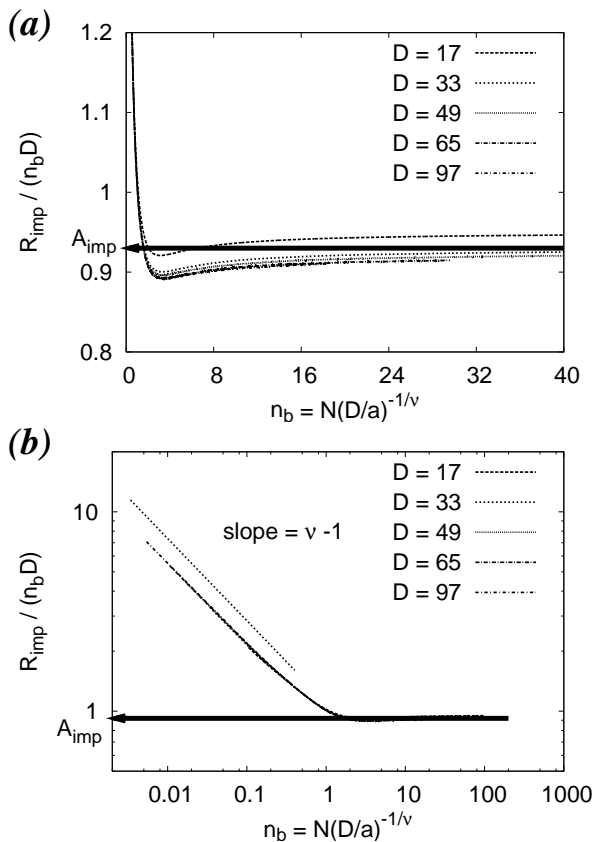 (a)
1.2
1.1
1
0.9
0.8
R_imp / (n_bD)
A_imp
D = 17
D = 33
D = 49
D = 65
D = 97
0 8 16 24 32 40
n_b = N(D/a)^{-1/ν}
(b)
10
1
R_imp / (n_bD)
A_imp
slope = ν -1
D = 17
D = 33
D = 49
D = 65
D = 97
0.01 0.1 1 10 100 1000
n_b = N(D/a)^{-1/ν}